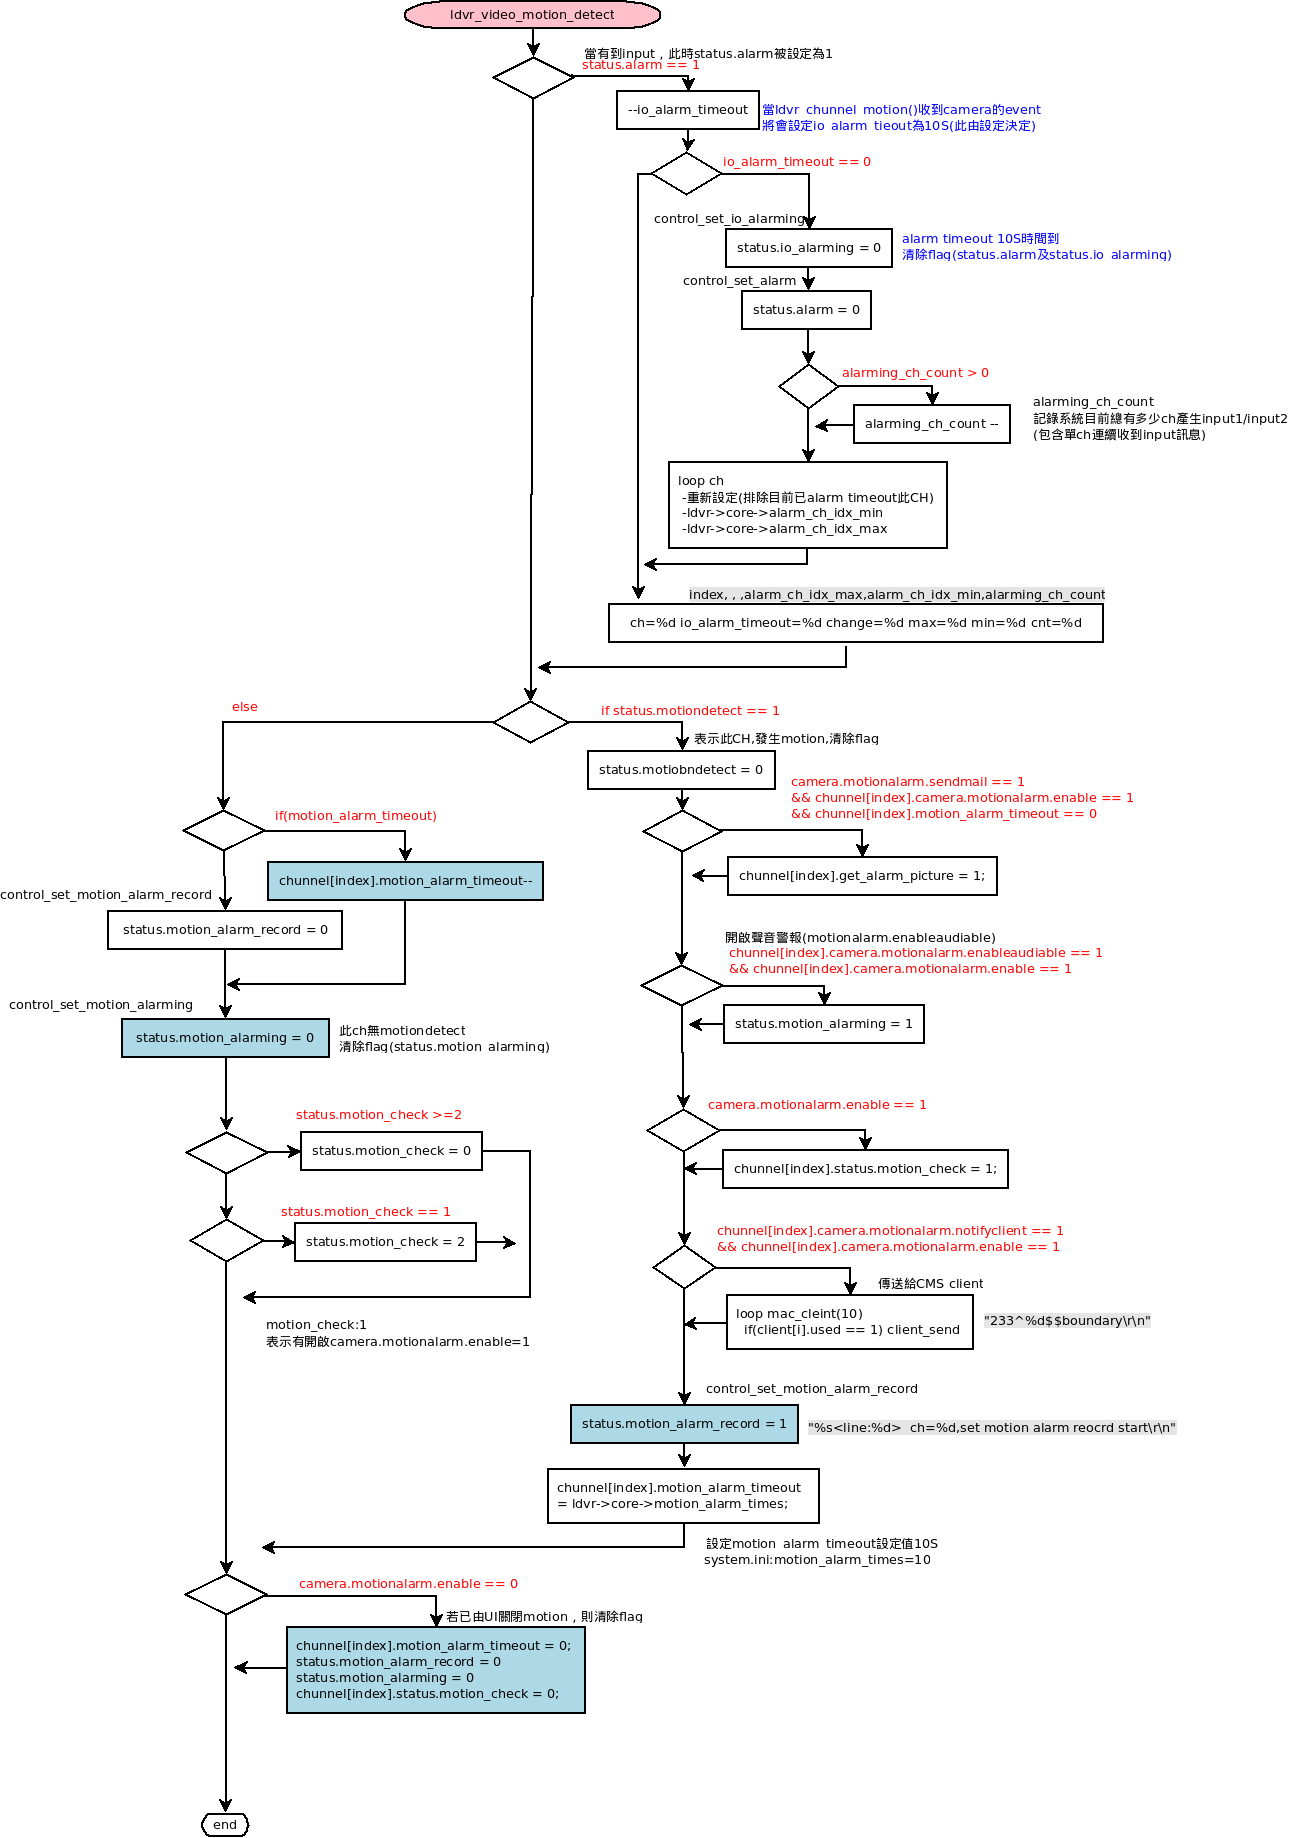 ldvr_video_motion_detect
當有到input , 此時status.alarm被設定為1
status.alarm == 1
--io_alarm_timeout
當ldvr_chunnel_motion()收到camera的event
將會設定io_alarm_tieout為10S(此由設定決定)
io_alarm_timeout == 0
control_set_io_alarming
status.io_alarming = 0
alarm timeout 10S時間到
清除flag(status.alarm及status.io_alarming)
control_set_alarm
status.alarm = 0
alarming_ch_count > 0
alarming_ch_count --
alarming_ch_count
記錄系統目前總有多少ch產生input1/input2
(包含單ch連續收到input訊息)
loop ch
-重新設定(排除目前已alarm timeout此CH)
-ldvr->core->alarm_ch_idx_min
-ldvr->core->alarm_ch_idx_max
index, , ,alarm_ch_idx_max,alarm_ch_idx_min,alarming_ch_count
ch=%d io_alarm_timeout=%d change=%d max=%d min=%d cnt=%d
else
if status.motiondetect == 1
表示此CH,發生motion,清除flag
status.motiobndetect = 0
camera.motionalarm.sendmail == 1
&& chunnel[index].camera.motionalarm.enable == 1
&& chunnel[index].motion_alarm_timeout == 0
if(motion_alarm_timeout)
chunnel[index].motion_alarm_timeout--
chunnel[index].get_alarm_picture = 1;
control_set_motion_alarm_record
status.motion_alarm_record = 0
開啟聲音警報(motionalarm.enableaudiable)
chunnel[index].camera.motionalarm.enableaudiable == 1
&& chunnel[index].camera.motionalarm.enable == 1
control_set_motion_alarming
status.motion_alarming = 0
此ch無motiondetect
清除flag(status.motion_alarming)
status.motion_alarming = 1
status.motion_check >=2
status.motion_check = 0
camera.motionalarm.enable == 1
chunnel[index].status.motion_check = 1;
status.motion_check == 1
status.motion_check = 2
chunnel[index].camera.motionalarm.notifyclient == 1
&& chunnel[index].camera.motionalarm.enable == 1
傳送給CMS client
loop mac_cleint(10)
if(client[i].used == 1) client_send
"233^%d$$boundary\r\n"
motion_check:1
表示有開啟camera.motionalarm.enable=1
control_set_motion_alarm_record
status.motion_alarm_record = 1
"%s<line:%d>  ch=%d,set motion alarm reocrd start\r\n"
chunnel[index].motion_alarm_timeout
= ldvr->core->motion_alarm_times;
設定motion_alarm_timeout設定值10S
system.ini:motion_alarm_times=10
camera.motionalarm.enable == 0
若已由UI關閉motion , 則清除flag
chunnel[index].motion_alarm_timeout = 0;
status.motion_alarm_record = 0
status.motion_alarming = 0
chunnel[index].status.motion_check = 0;
end